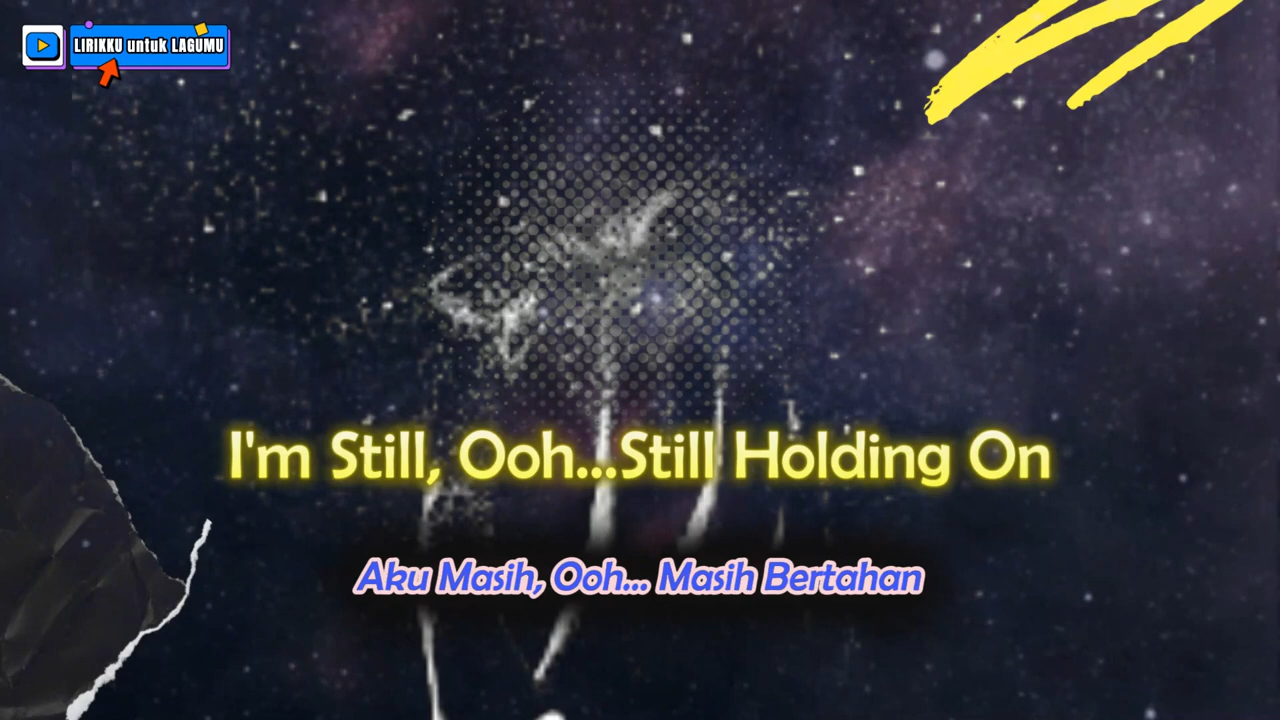 LIRIKKU untuk LAGUMU
I'm Still, Ooh...Still Holding On
Aku Masih, Ooh... Masih Bertahan